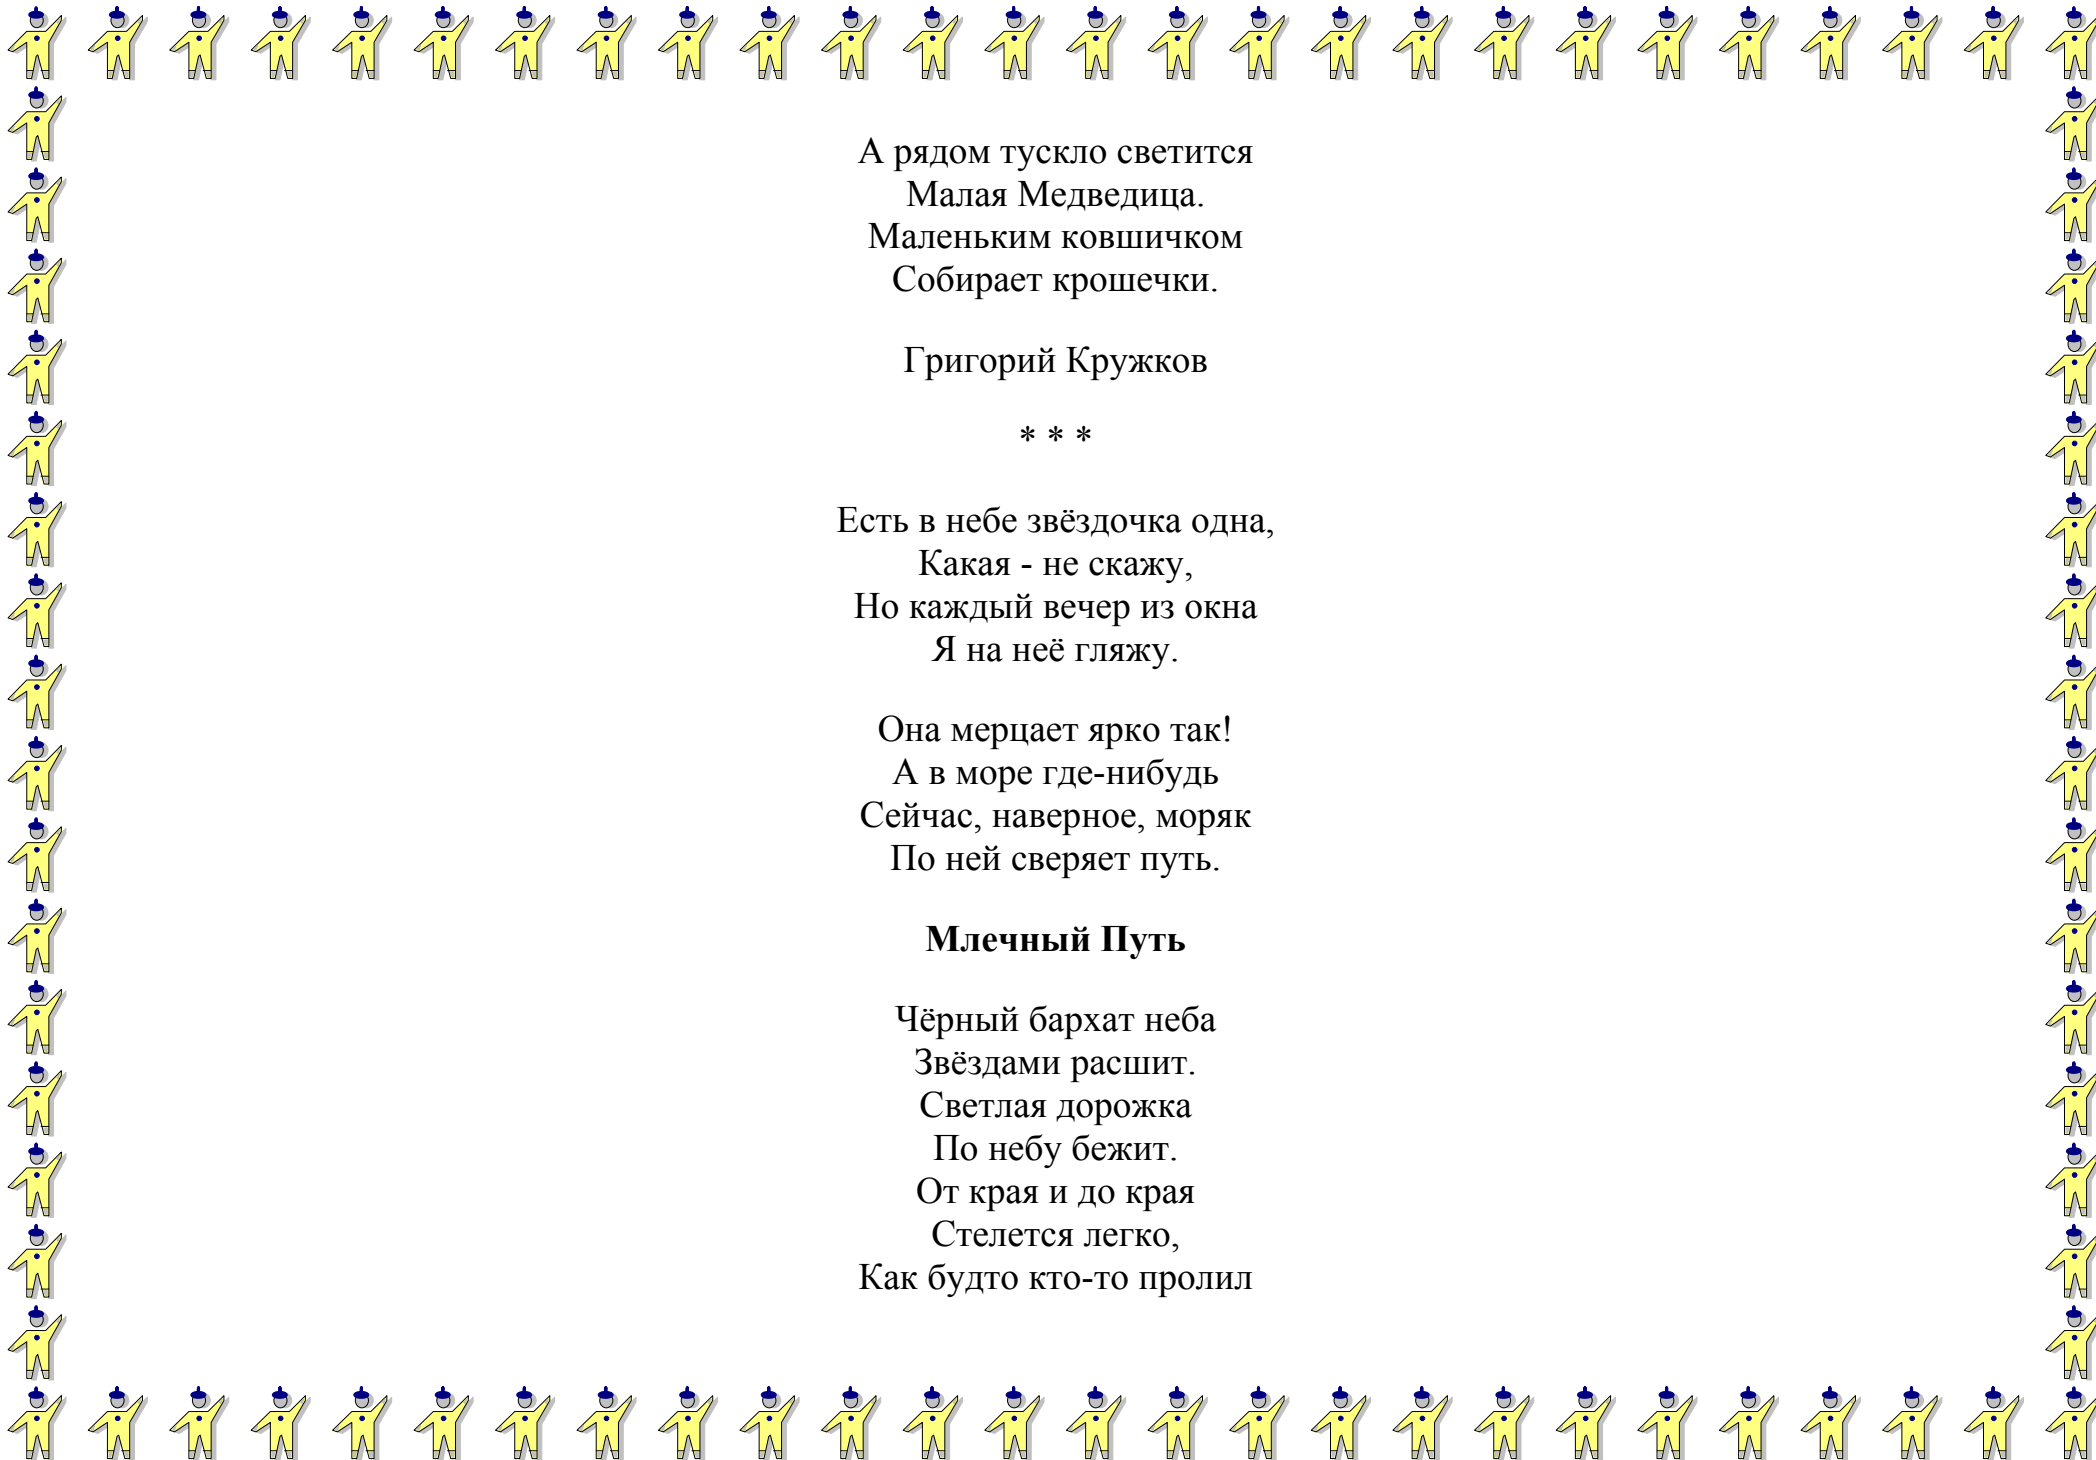 А рядом тускло светится
Малая Медведица.
Маленьким ковшичком
Собирает крошечки.
Григорий Кружков
* * *
Есть в небе звёздочка одна,
Какая - не скажу,
Но каждый вечер из окна
Я на неё гляжу.
Она мерцает ярко так!
А в море где-нибудь
Сейчас, наверное, моряк
По ней сверяет путь.
Млечный Путь
Чёрный бархат неба
Звёздами расшит.
Светлая дорожка
По небу бежит.
От края и до края
Стелется легко,
Как будто кто-то пролил